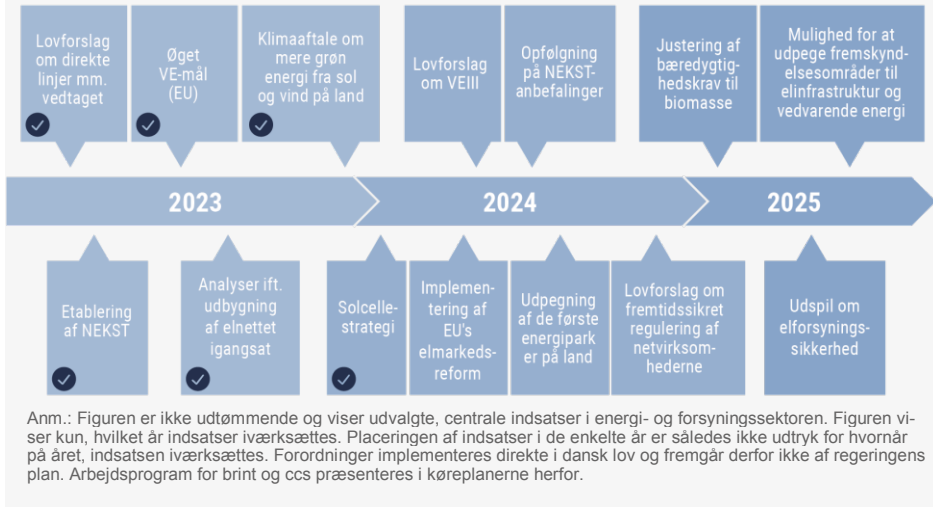 Lovforslag
om direkte
linjer mm.
vedtaget
Øget
VE-mål
(EU)
Klimaaftale om
mere grøn
energi fra sol
og vind på land
Lovforslag
om VEIII
Opfølgning
på NEKST-
anbefalinger
Justering af
bæredygtig-
hedskrav til
biomasse
Mulighed for at
udpege fremskynd-
elsesområder til
elinfrastruktur og
vedvarende energi
2023
2024
2025
Etablering
af NEKST
Analyser ift.
udbygning
af elnettet
igangsat
Solcelle-
strategi
Implemen-
tering af
EU's
elmarkeds-
reform
Udpegning
af de første
energipark
er på land
Lovforslag om
fremtidssikret
regulering af
netvirksom-
hederne
Udspil om
elforsynings-
sikkerhed
Anm.: Figuren er ikke udtømmende og viser udvalgte, centrale indsatser i energi- og forsyningssektoren. Figuren vi-
ser kun, hvilket år indsatser iværksættes. Placeringen af indsatser i de enkelte år er således ikke udtryk for hvornår
på året, indsatsen iværksættes. Forordninger implementeres direkte i dansk lov og fremgår derfor ikke af regeringens
plan. Arbejdsprogram for brint og ccs præsenteres i køreplanerne herfor.